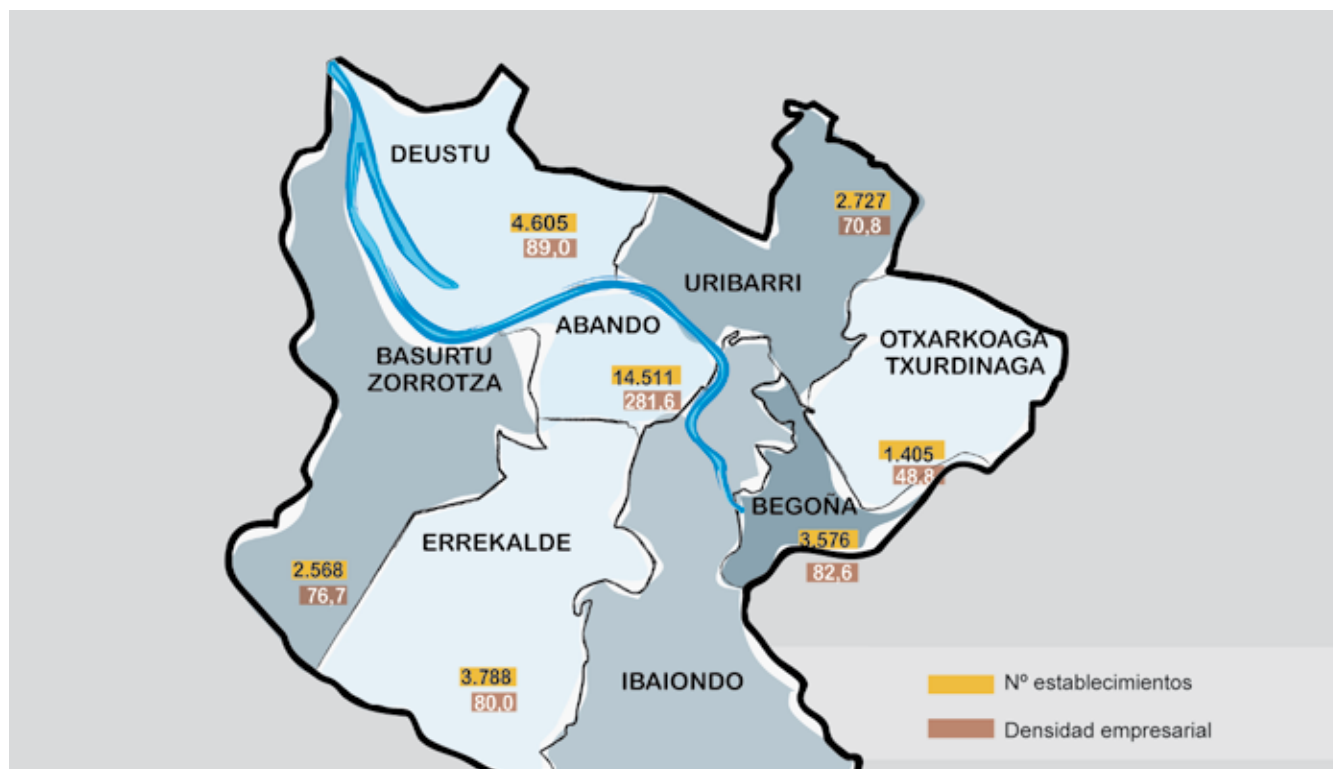 DEUSTU
4.605
89,0
2.727
70,8
URIBARRI
ABANDO
14.511
281,6
OTXARKOAGA
TXURDINAGA
1.405
48,8
BASURTU
ZORROTZA
2.568
76,7
BEGOÑA
3.576
82,6
ERREKALDE
3.788
80,0
IBAIONDO
Nº establecimientos
Densidad empresarial